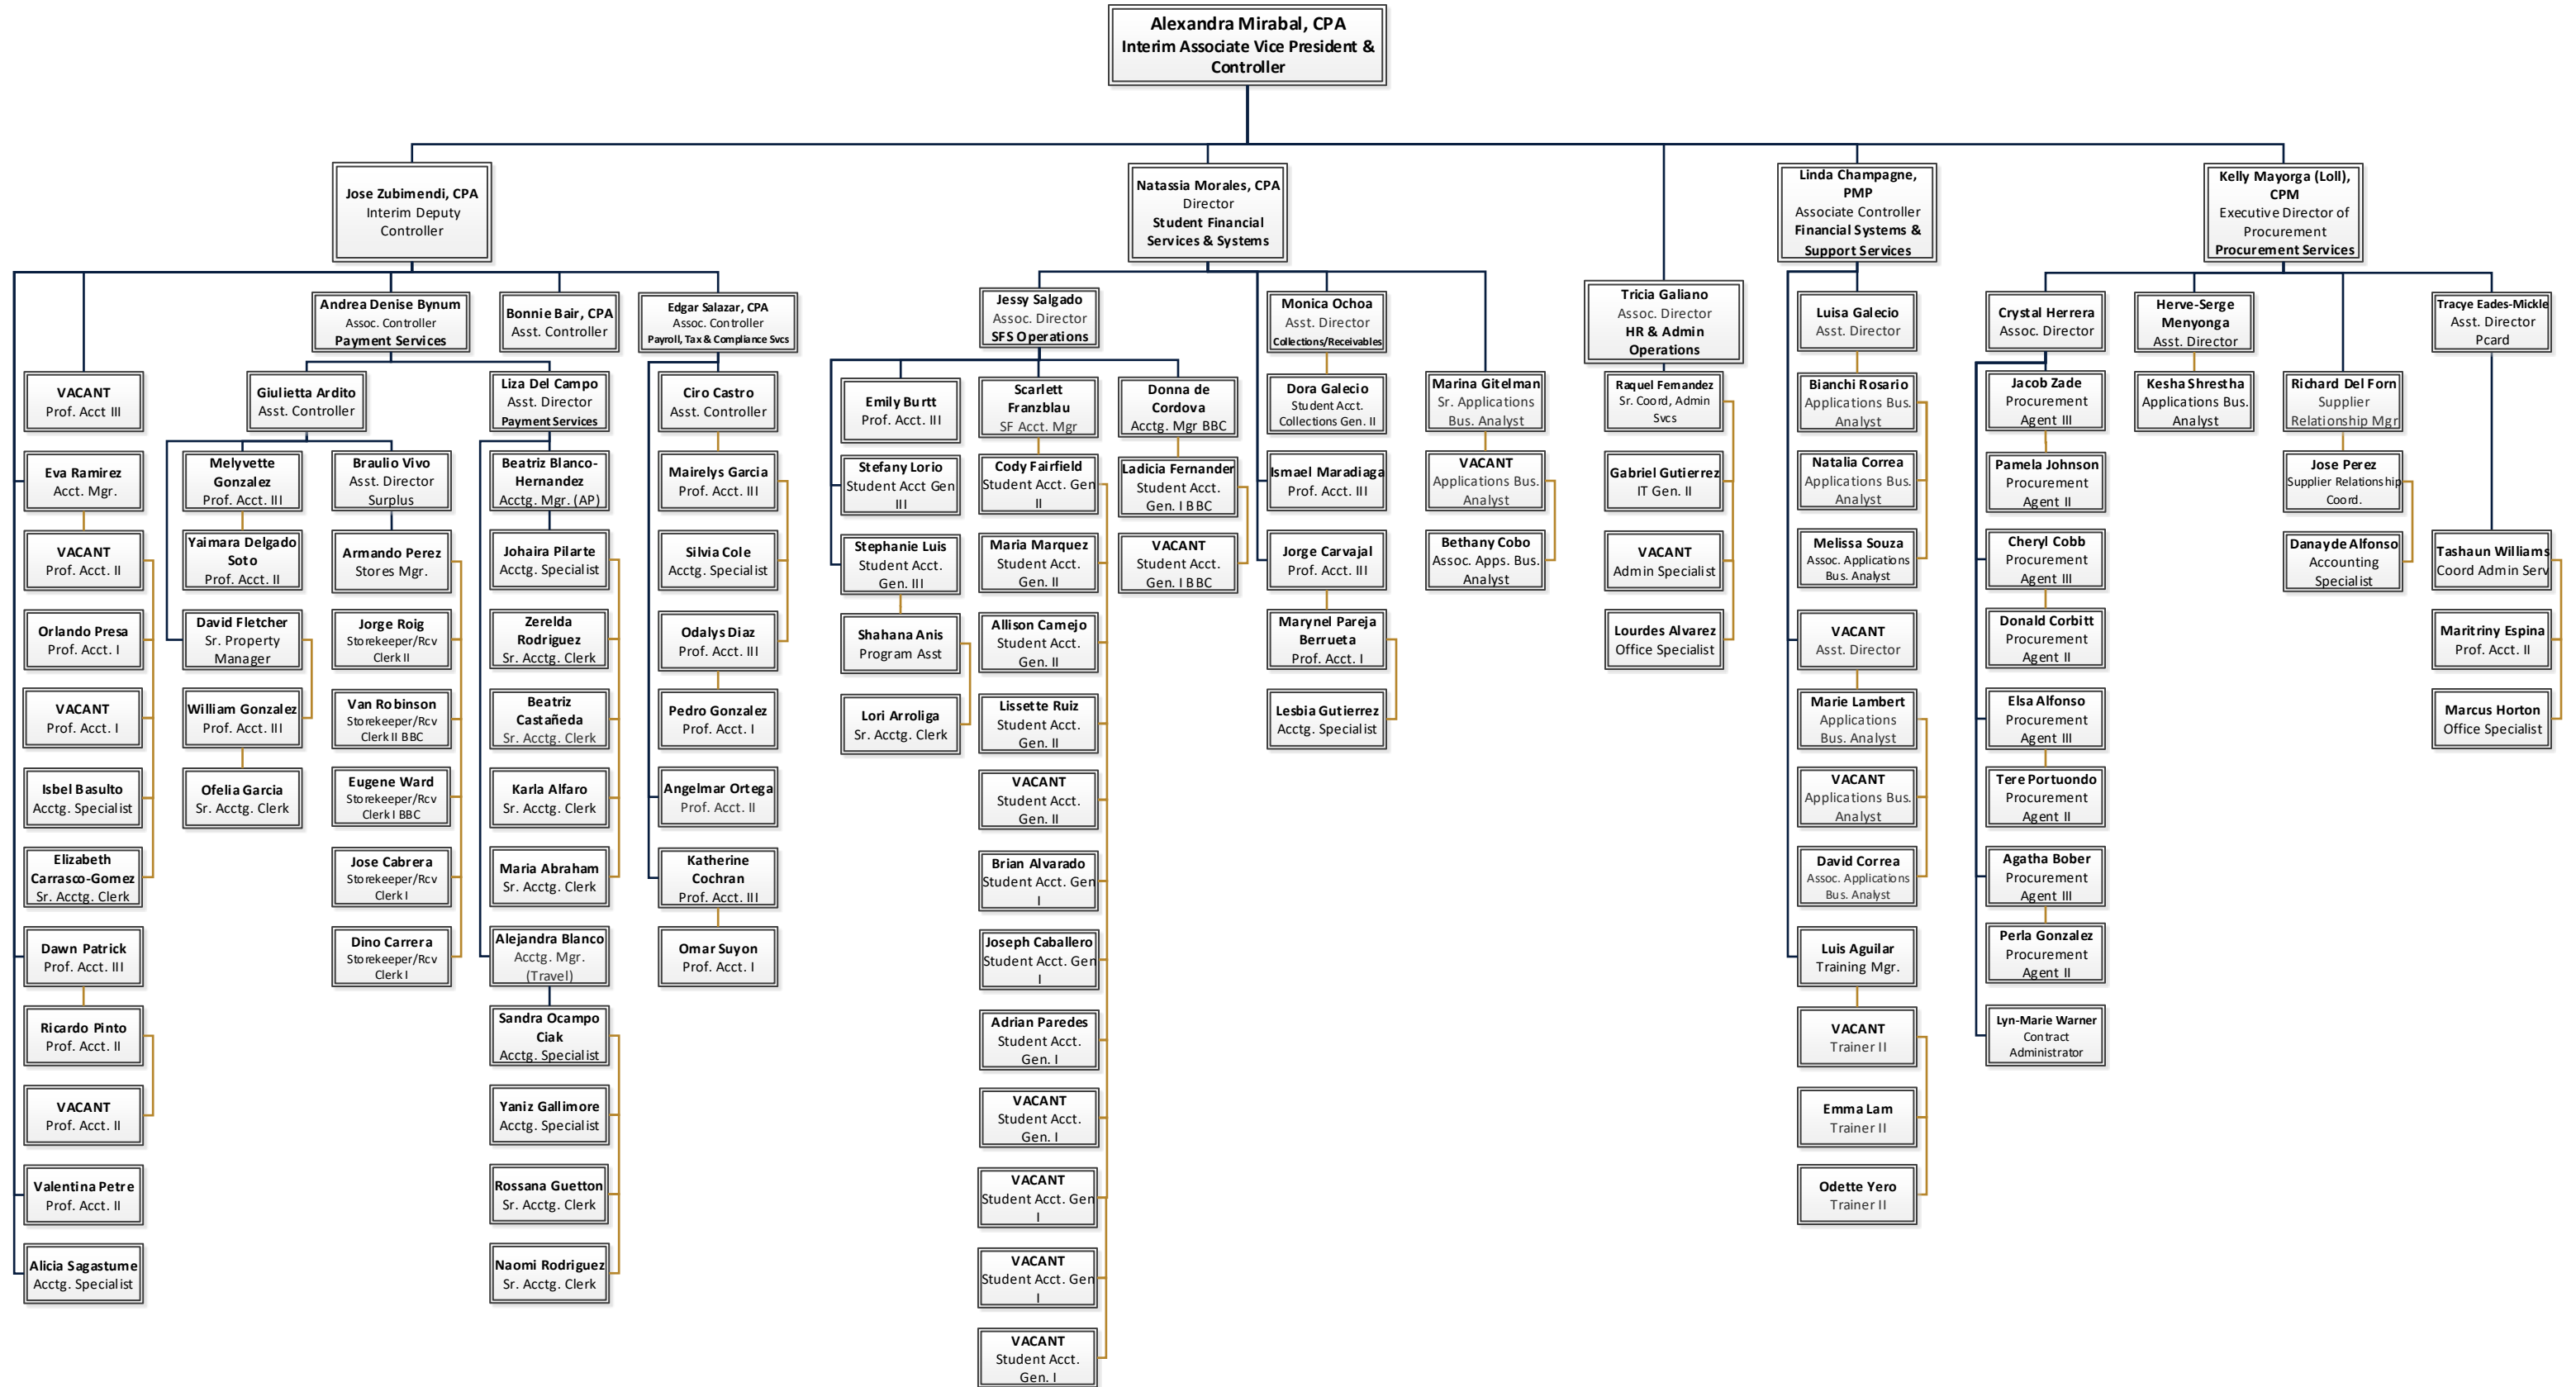 Alexandra Mirabal, CPA
Interim Associate Vice President &
Controller
Jose Zubimendi, CPA
Interim Deputy
Controller
Natassia Morales, CPA
Director
Student Financial
Services & Systems
Linda Champagne,
PMP
Associate Controller
Financial Systems &
Support Services
Kelly Mayorga (Loll),
CPM
Executive Director of
Procurement
Procurement Services
Andrea Denise Bynum
Assoc. Controller
Payment Services
Bonnie Bair, CPA
Asst. Controller
Edgar Salazar, CPA
Assoc. Controller
Payroll, Tax & Compliance Svcs
Jessy Salgado
Assoc. Director
SFS Operations
Monica Ochoa
Asst. Director
Collections/Receivables
Tricia Galiano
Assoc. Director
HR & Admin
Operations
Luisa Galecio
Asst. Director
Crystal Herrera
Assoc. Director
Herve-Serge
Menyonga
Asst. Director
Tracye Eades-Mickle
Asst. Director
Pcard
VACANT
Prof. Acct III
Eva Ramirez
Acct. Mgr.
VACANT
Prof. Acct. II
Orlando Presa
Prof. Acct. I
VACANT
Prof. Acct. I
Isbel Basulto
Acctg. Specialist
Elizabeth
Carrasco-Gomez
Sr. Acctg. Clerk
Dawn Patrick
Prof. Acct. III
Ricardo Pinto
Prof. Acct. II
VACANT
Prof. Acct. II
Valentina Petre
Prof. Acct. II
Alicia Sagastume
Acctg. Specialist
Giulietta Ardito
Asst. Controller
Melyvette
Gonzalez
Prof. Acct. III
Yaimara Delgado
Soto
Prof. Acct. II
David Fletcher
Sr. Property
Manager
William Gonzalez
Prof. Acct. III
Ofelia Garcia
Sr. Acctg. Clerk
Braulio Vivo
Asst. Director
Surplus
Armando Perez
Stores Mgr.
Jorge Roig
Storekeeper/Rcv
Clerk II
Van Robinson
Storekeeper/Rcv
Clerk II BBC
Eugene Ward
Storekeeper/Rcv
Clerk I BBC
Jose Cabrera
Storekeeper/Rcv
Clerk I
Dino Carrera
Storekeeper/Rcv
Clerk I
Liza Del Campo
Asst. Director
Payment Services
Beatriz Blanco-
Hernandez
Acctg. Mgr. (AP)
Johaira Pilarte
Acctg. Specialist
Zerelda
Rodriguez
Sr. Acctg. Clerk
Beatriz
Castañeda
Sr. Acctg. Clerk
Karla Alfaro
Sr. Acctg. Clerk
Maria Abraham
Sr. Acctg. Clerk
Alejandra Blanco
Acctg. Mgr.
(Travel)
Sandra Ocampo
Ciak
Acctg. Specialist
Yaniz Gallimore
Acctg. Specialist
Rossana Guetton
Sr. Acctg. Clerk
Naomi Rodriguez
Sr. Acctg. Clerk
Ciro Castro
Asst. Controller
Mairelys Garcia
Prof. Acct. III
Silvia Cole
Acctg. Specialist
Odalys Diaz
Prof. Acct. III
Pedro Gonzalez
Prof. Acct. I
Angelmar Ortega
Prof. Acct. II
Katherine
Cochran
Prof. Acct. III
Omar Suyon
Prof. Acct. I
Emily Burtt
Prof. Acct. III
Stefany Lorio
Student Acct Gen
III
Stephanie Luis
Student Acct.
Gen. III
Shahana Anis
Program Asst
Lori Arroliga
Sr. Acctg. Clerk
Scarlett
Franzblau
SF Acct. Mgr
Cody Fairfield
Student Acct. Gen
II
Maria Marquez
Student Acct.
Gen. II
Allison Camejo
Student Acct.
Gen. II
Lissette Ruiz
Student Acct.
Gen. II
VACANT
Student Acct.
Gen. II
Brian Alvarado
Student Acct. Gen
I
Joseph Caballero
Student Acct. Gen
I
Adrian Paredes
Student Acct.
Gen. I
VACANT
Student Acct.
Gen. I
VACANT
Student Acct. Gen
I
VACANT
Student Acct. Gen
I
VACANT
Student Acct.
Gen. I
Donna de
Cordova
Acctg. Mgr BBC
Ladicia Fernander
Student Acct.
Gen. I BBC
VACANT
Student Acct.
Gen. I BBC
Dora Galecio
Student Acct.
Collections Gen. II
Ismael Maradiaga
Prof. Acct. III
Jorge Carvajal
Prof. Acct. III
Marynel Pareja
Berrueta
Prof. Acct. I
Lesbia Gutierrez
Acctg. Specialist
Marina Gitelman
Sr. Applications
Bus. Analyst
VACANT
Applications Bus.
Analyst
Bethany Cobo
Assoc. Apps. Bus.
Analyst
Raquel Fernandez
Sr. Coord, Admin
Svcs
Gabriel Gutierrez
IT Gen. II
VACANT
Admin Specialist
Lourdes Alvarez
Office Specialist
Bianchi Rosario
Applications Bus.
Analyst
Natalia Correa
Applications Bus.
Analyst
Melissa Souza
Assoc. Applications
Bus. Analyst
VACANT
Asst. Director
Marie Lambert
Applications
Bus. Analyst
VACANT
Applications Bus.
Analyst
David Correa
Assoc. Applications
Bus. Analyst
Luis Aguilar
Training Mgr.
VACANT
Trainer II
Emma Lam
Trainer II
Odette Yero
Trainer II
Jacob Zade
Procurement
Agent III
Pamela Johnson
Procurement
Agent II
Cheryl Cobb
Procurement
Agent III
Donald Corbitt
Procurement
Agent II
Elsa Alfonso
Procurement
Agent III
Tere Portuondo
Procurement
Agent II
Agatha Bober
Procurement
Agent III
Perla Gonzalez
Procurement
Agent II
Lyn-Marie Warner
Contract
Administrator
Kesha Shrestha
Applications Bus.
Analyst
Richard Del Forn
Supplier
Relationship Mgr
Jose Perez
Supplier Relationship
Coord.
Danayde Alfonso
Accounting
Specialist
Tashaun Williams
Coord Admin Serv
Maritriny Espina
Prof. Acct. II
Marcus Horton
Office Specialist